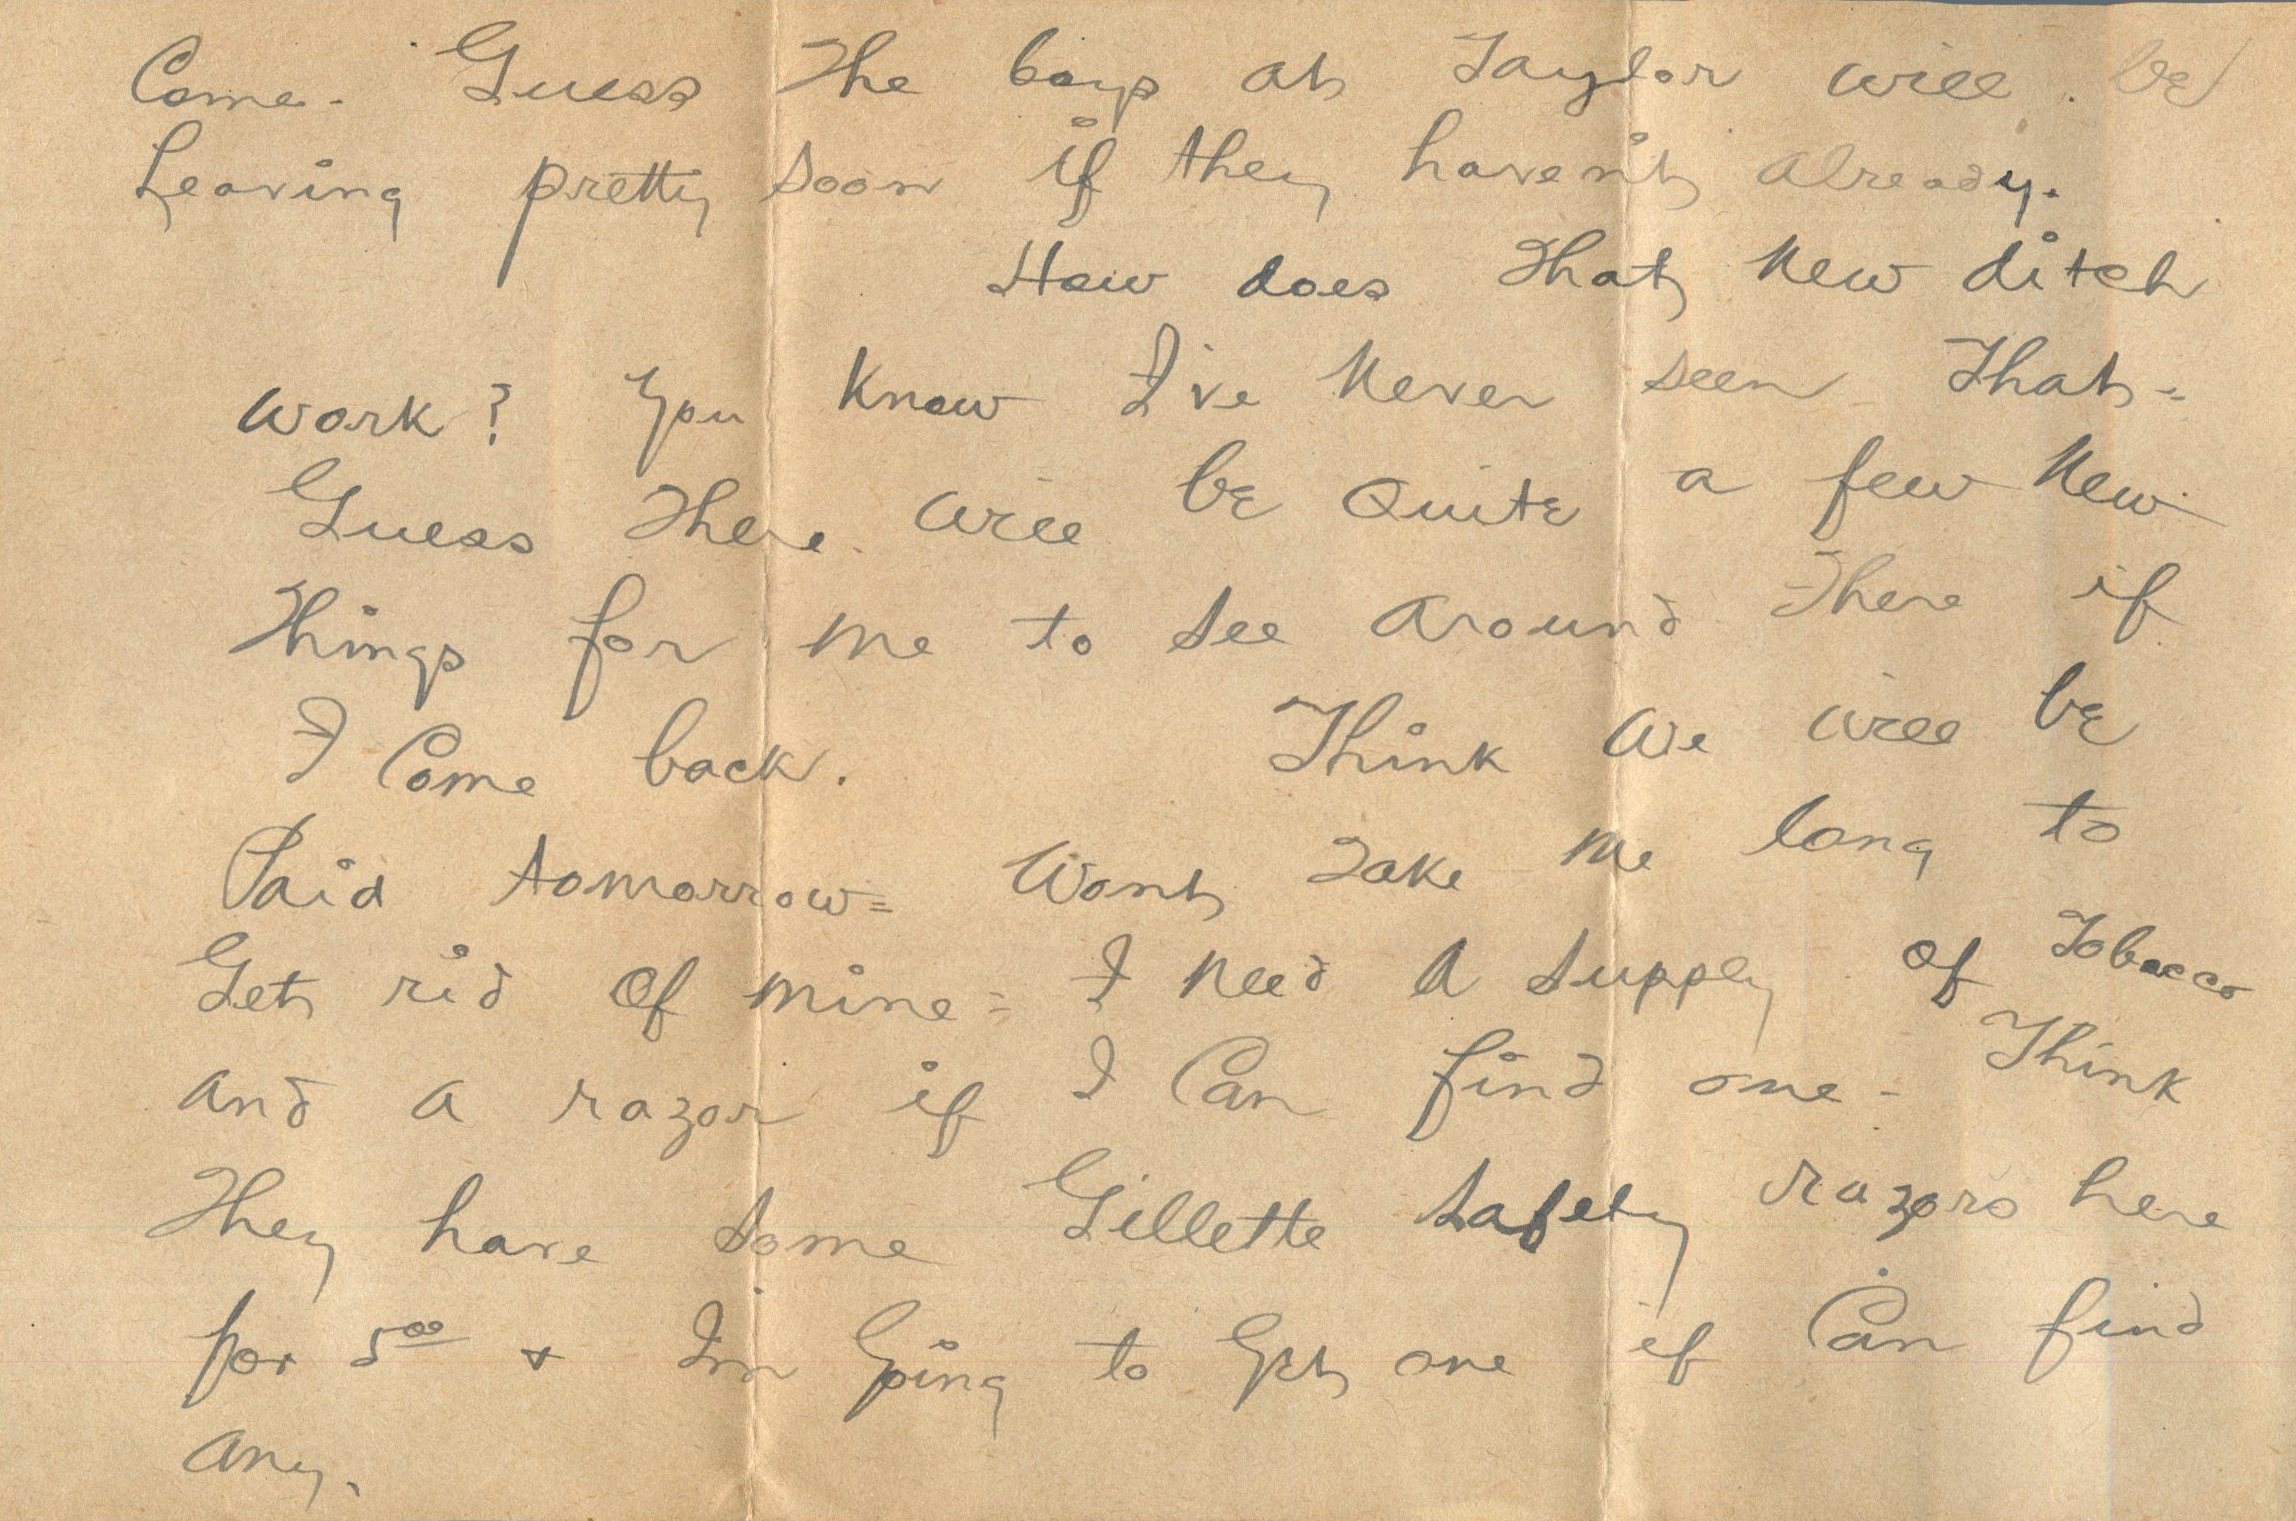 Come. Guess the boys at Taylor will be
Leaving pretty soon if they haven't already.
How does that New ditch
work? You know I've Never seen that =
Guess there will be quite a few New
things for me to see around there if
I Come back. Think we will be
Paid tomorrow = Wont take me long to
Get rid of mine = I need a supply of Tobacco
and a razor if I Can find one - Think
They have some Gillette safety razors here
for 5.00 + I'm Going to Get one if Can find
any.